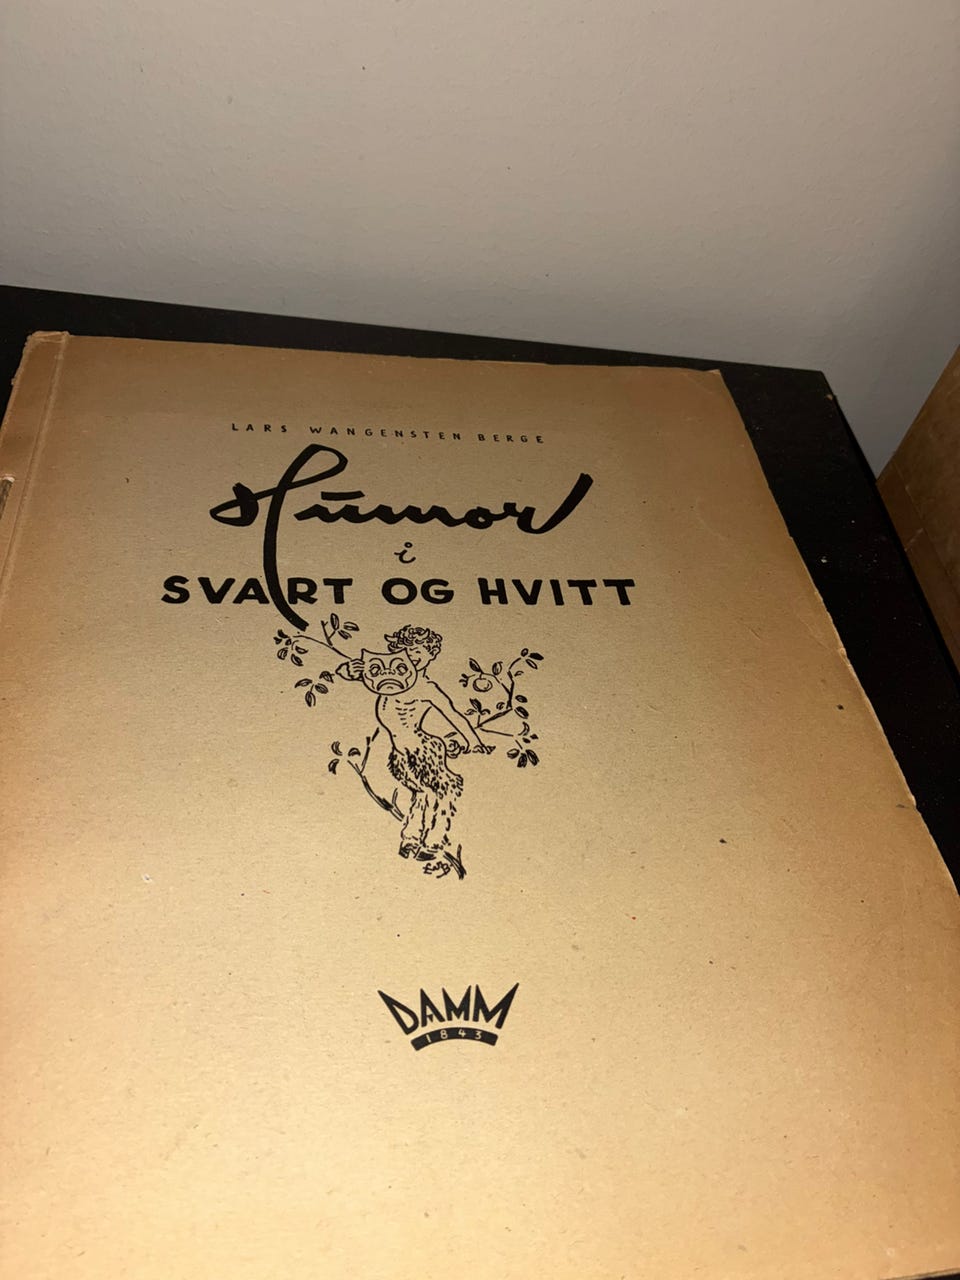 LARS WANGENSTEN BERGE
Humor
i
SVART OG HVITT
DAMM
1843